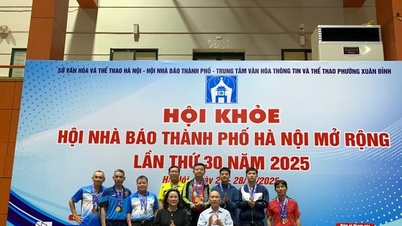 SỞ VĂN HÓA VÀ THỂ THAO HÀ NỘI - HỘI NHÀ BÁO THÀNH PHỐ - TRUNG TÂM VĂN HÓA THÔNG TIN VÀ THỂ THAO PHƯỜNG XUÂN ĐỈNH
HỘI KHỎE
HỘI NHÀ BÁO THÀNH PHỐ HÀ NỘI MỞ RỘNG
LẦN THỨ 30 NĂM 2025